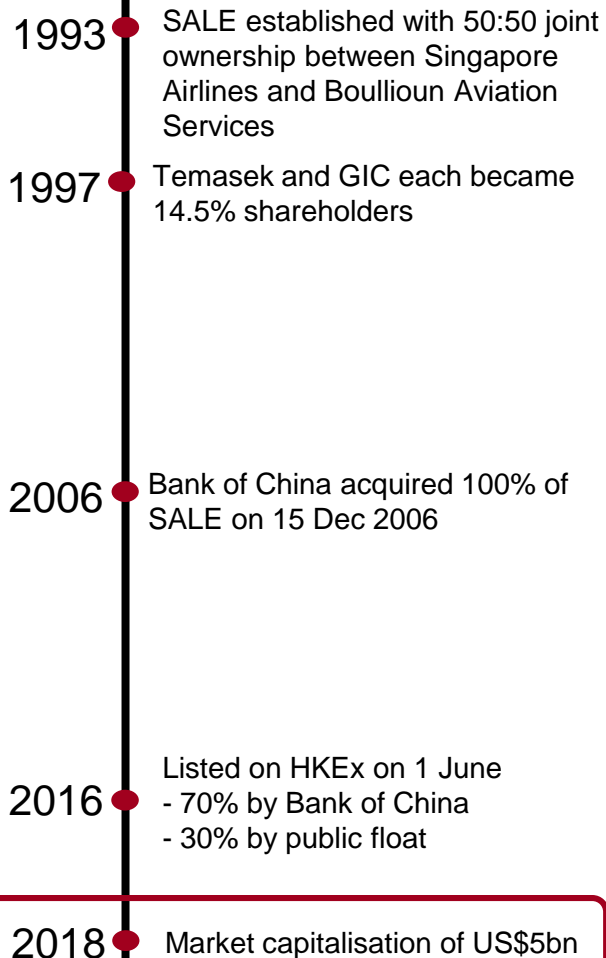 1993
SALE established with 50:50 joint
ownership between Singapore
Airlines and Boullioun Aviation
Services
1997
Temasek and GIC each became
14.5% shareholders
2006
Bank of China acquired 100% of
SALE on 15 Dec 2006
2016
Listed on HKEx on 1 June
- 70% by Bank of China
- 30% by public float
2018
Market capitalisation of US$5bn